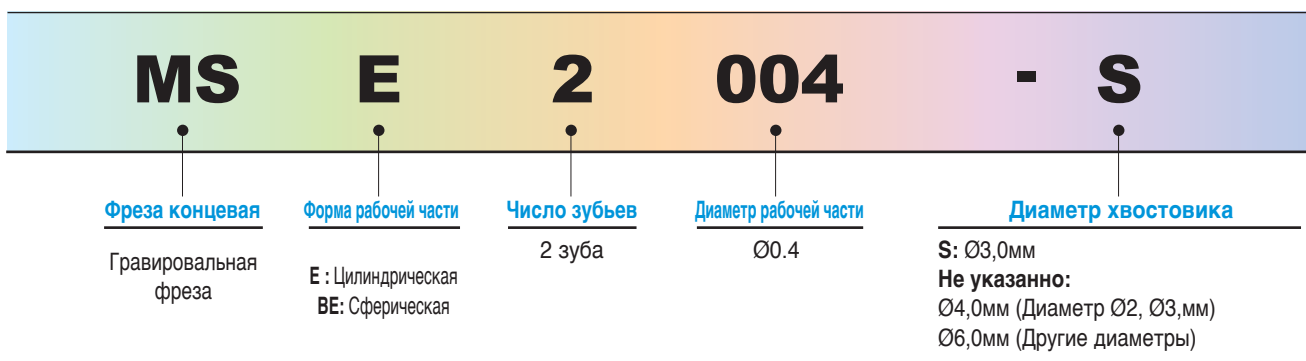 MS E 2 004 - S
Фреза концевая
Гравировальная
фреза
Форма рабочей части
E : Цилиндрическая
BE: Сферическая
Число зубьев
2 зуба
Диаметр рабочей части
Ø0.4
Диаметр хвостовика
S: Ø3,0мм
Не указанно:
Ø4,0мм (Диаметр Ø2, Ø3,мм)
Ø6,0мм (Другие диаметры)